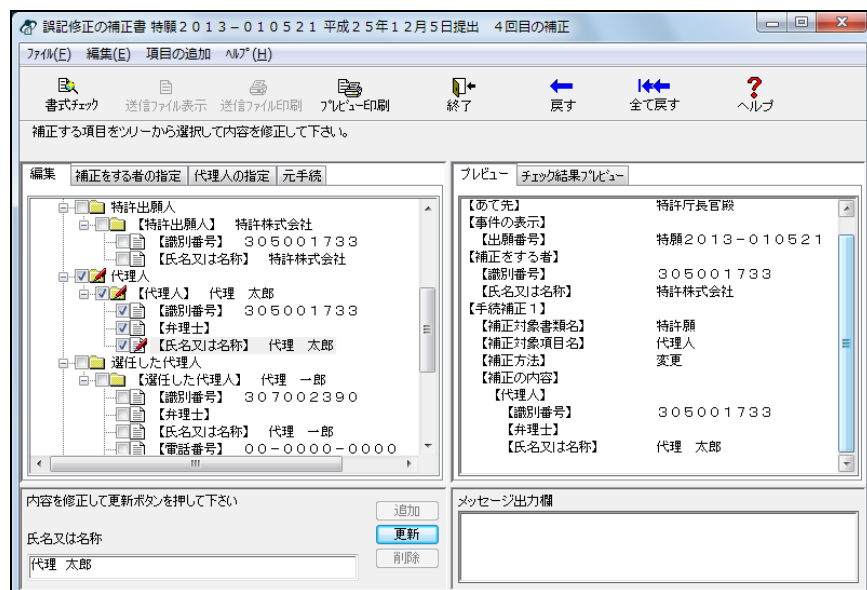 誤記修正の補正書 特願２０１３－０１０５２１ 平成２５年１２月５日提出　４回目の補正
ﾌｧｲﾙ(F)　編集(E)　項目の追加　ﾍﾙﾌﾟ(H)
書式ﾁｪｯｸ　送信ﾌｧｲﾙ表示　送信ﾌｧｲﾙ印刷　ﾌﾟﾚﾋﾞｭｰ印刷　終了　戻す　全て戻す　ヘルプ
補正する項目をツリーから選択して内容を修正して下さい。
編集　補正をする者の指定　代理人の指定　元手続
特許出願人
【特許出願人】　特許株式会社
【識別番号】　３０５００１７３３
【氏名又は名称】　特許株式会社
代理人
【代理人】　代理　太郎
【識別番号】　３０５００１７３３
【弁理士】
【氏名又は名称】　代理　太郎
選任した代理人
【選任した代理人】　代理　一郎
【識別番号】　３０７００２３９０
【弁理士】
【氏名又は名称】　代理　一郎
【電話番号】　００－００００－００００
プレビュー　ﾁｪｯｸ結果ﾌﾟﾚﾋﾞｭｰ
【あて先】　特許庁長官殿
【事件の表示】
【出願番号】　特願２０１３－０１０５２１
【補正をする者】
【識別番号】　３０５００１７３３
【氏名又は名称】　特許株式会社
【手続補正１】
【補正対象書類名】　特許願
【補正対象項目名】　代理人
【補正方法】　変更
【補正の内容】
【代理人】
【識別番号】　３０５００１７３３
【弁理士】
【氏名又は名称】　代理　太郎
内容を修正して更新ボタンを押して下さい
追加
更新
削除
氏名又は名称
代理　太郎
メッセージ出力欄